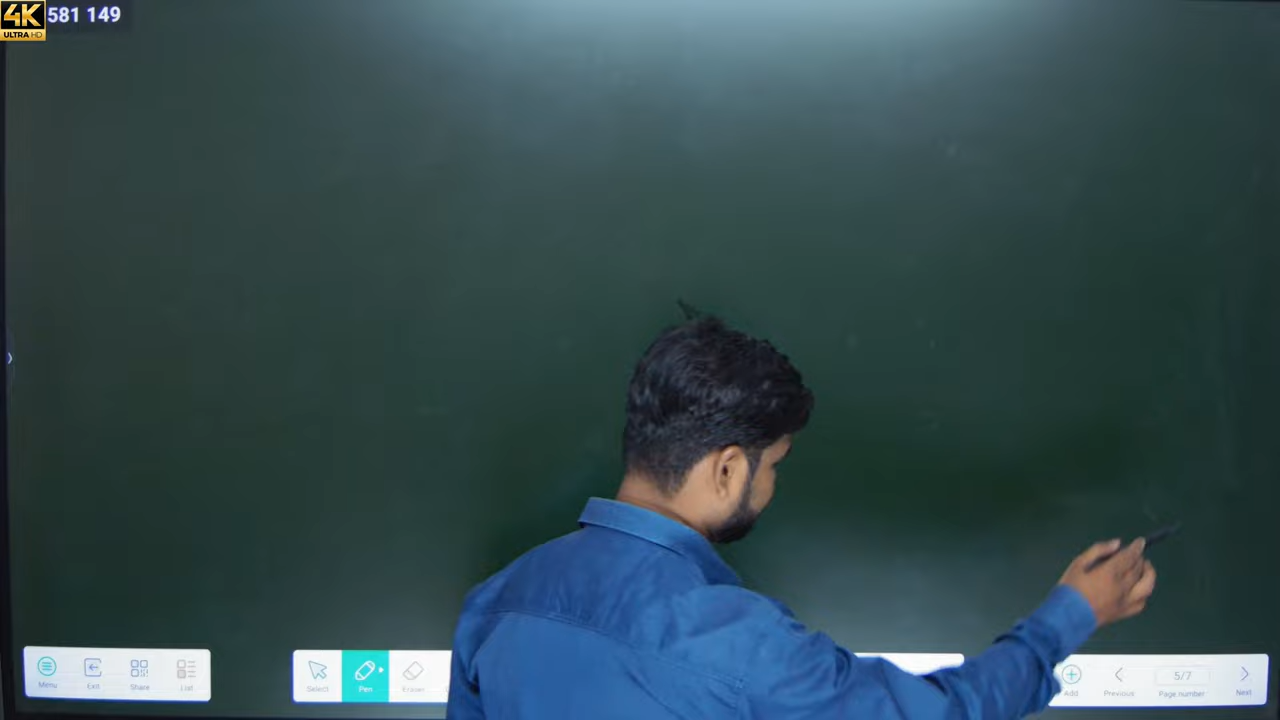 4K
ULTRA HD
581 149
Menu Exit Share List
Select Pen Eraser
Add Previous 5/7 Page number Next